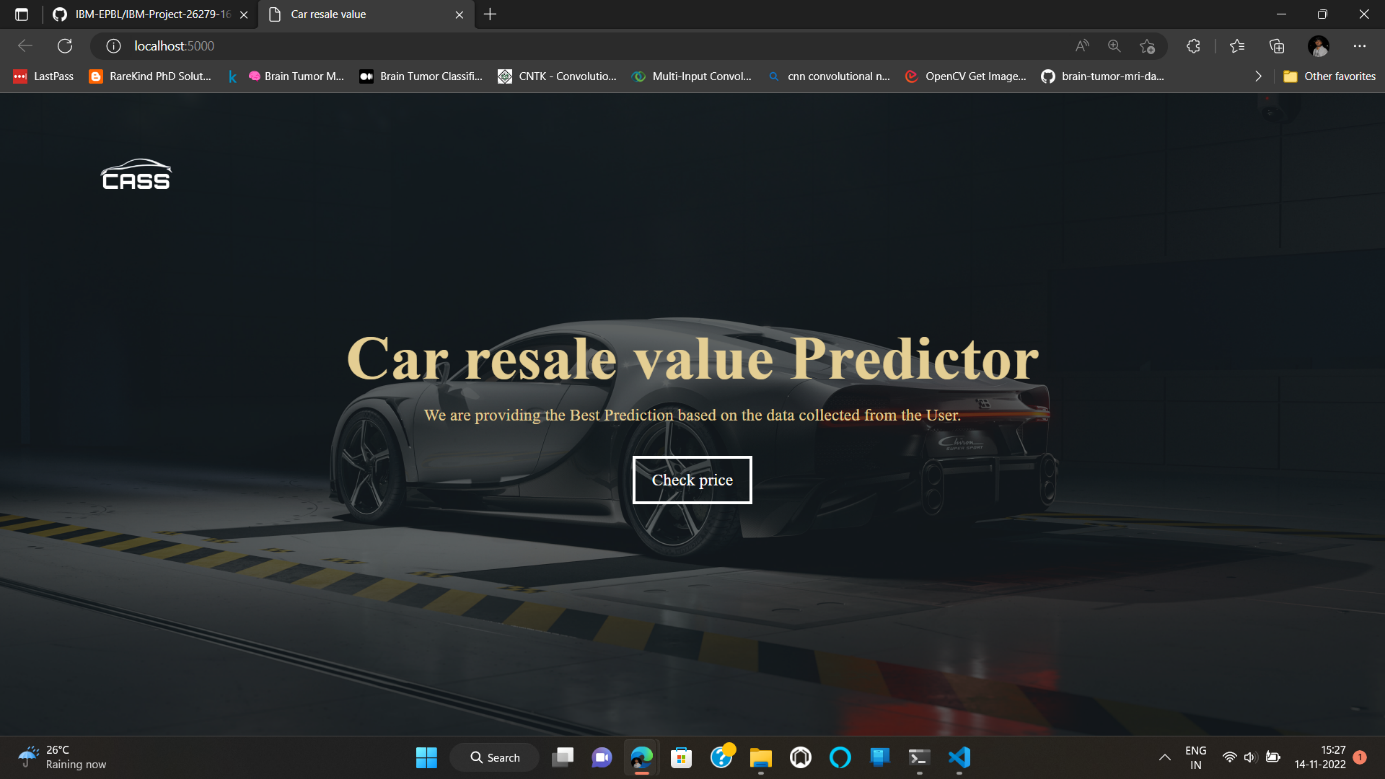 IBM-EPBL/IBM-Project-26279-16
Car resale value
localhost:5000
LastPass
RareKind PhD Solut...
Brain Tumor M...
Brain Tumor Classifi...
CNTK - Convolutio...
Multi-Input Convol...
cnn convolutional n...
OpenCV Get Image...
brain-tumor-mri-da...
Other favorites
CASS
Car resale value Predictor
We are providing the Best Prediction based on the data collected from the User.
Check price
26°C
Raining now
Search
ENG
IN
15:27
14-11-2022
1